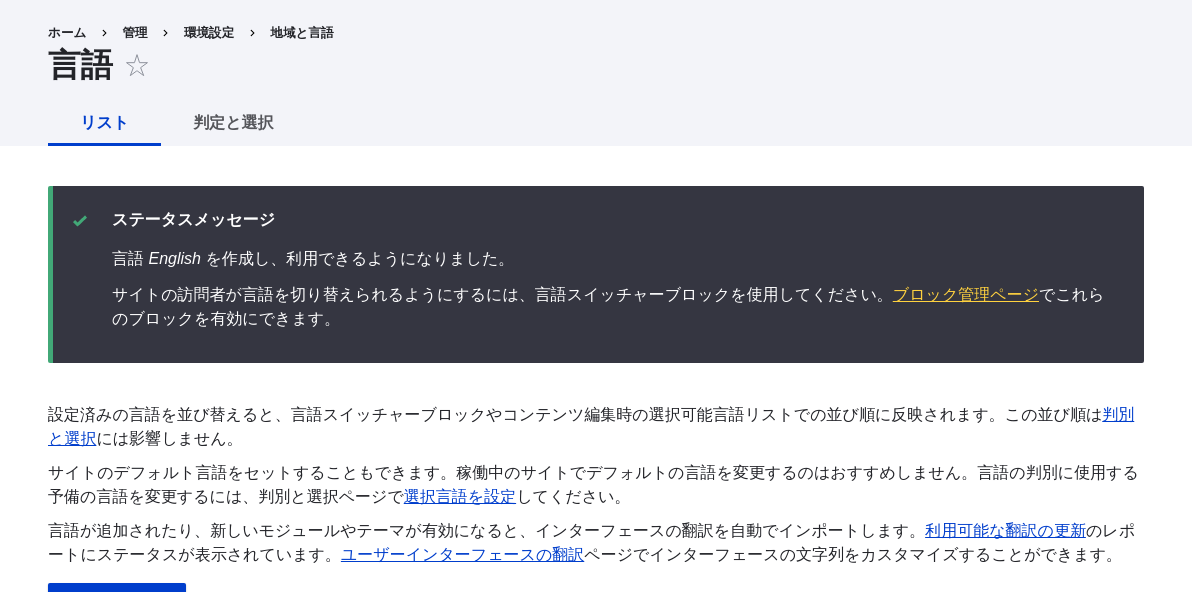 ホーム > 管理 > 環境設定 > 地域と言語
言語 ☆
リスト 判定と選択
ステータスメッセージ
言語 English を作成し、利用できるようになりました。
サイトの訪問者が言語を切り替えられるようにするには、言語スイッチャーブロックを使用してください。ブロック管理ページでこれら
のブロックを有効にできます。
設定済みの言語を並び替えると、言語スイッチャーブロックやコンテンツ編集時の選択可能言語リストでの並び順に反映されます。この並び順は判別
と選択には影響しません。
サイトのデフォルト言語をセットすることもできます。稼働中のサイトでデフォルトの言語を変更するのはおすすめしません。言語の判別に使用する
予備の言語を変更するには、判別と選択ページで選択言語を設定してください。
言語が追加されたり、新しいモジュールやテーマが有効になると、インターフェースの翻訳を自動でインポートします。利用可能な翻訳の更新のレポ
ートにステータスが表示されています。ユーザーインターフェースの翻訳ページでインターフェースの文字列をカスタマイズすることができます。